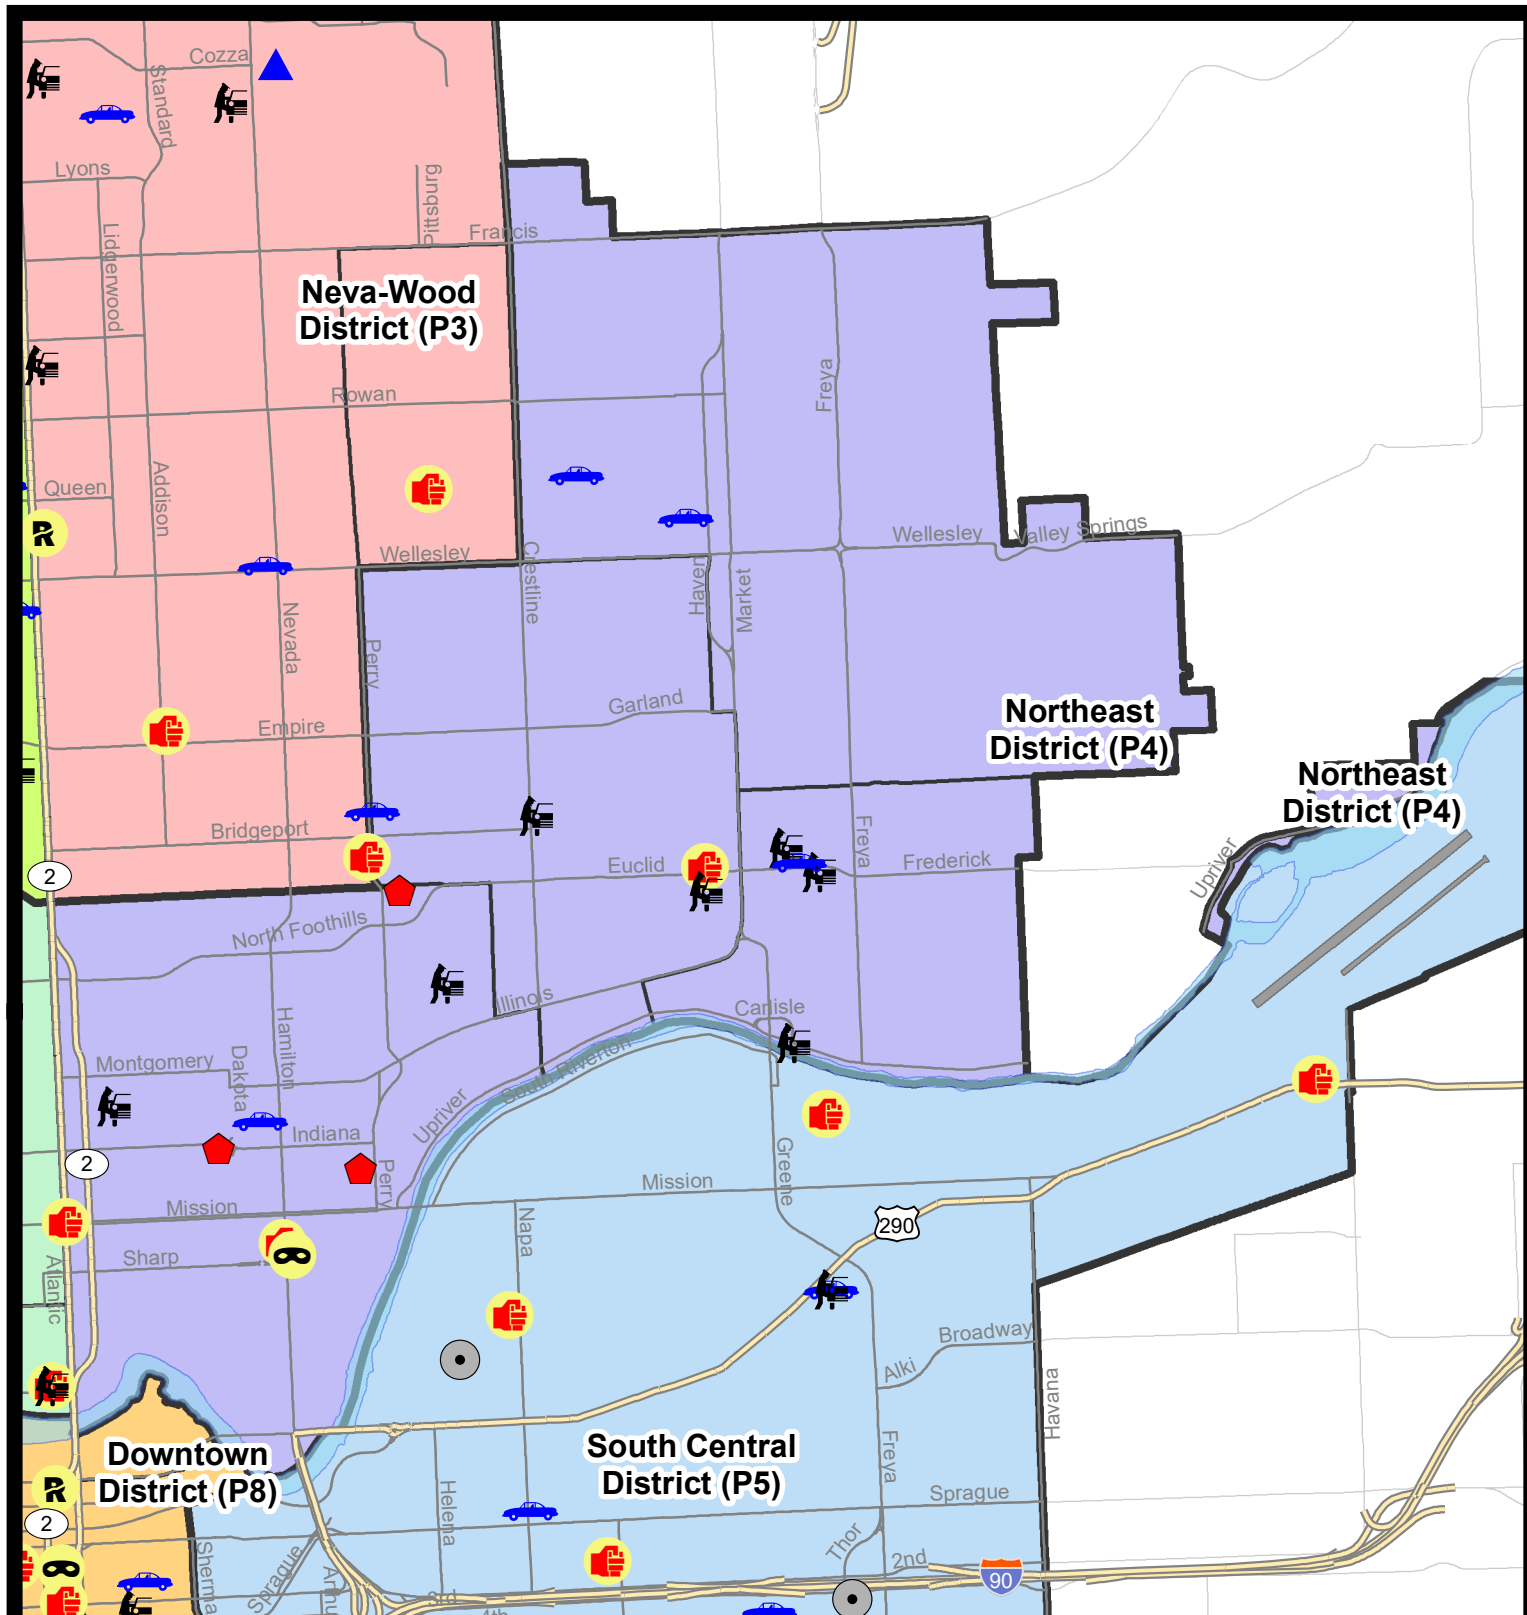 Cozza
Standard
Lyons
Pittsburg
Lidgerwood
Francis
Neva-Wood
District (P3)
Freya
Rowan
Addison
Queen
R
Wellesley
Crestline
Wellesley
Valley Springs
Haven
Market
Nevada
Perry
Garland
Empire
Northeast
District (P4)
Northeast
District (P4)
Bridgeport
Euclid
Freya
Frederick
Upriver
2
North Foothills
Illinois
Carlisle
Hamilton
South Riverton
Montgomery
Dakota
Upriver
Indiana
2
Perry
Greene
Mission
Mission
Napa
290
Sharp
Atlantic
Broadway
Alki
Havana
Downtown
District (P8)
South Central
District (P5)
Freya
R
Helena
Sprague
2
Thor
2nd
Sprague
90
3rd